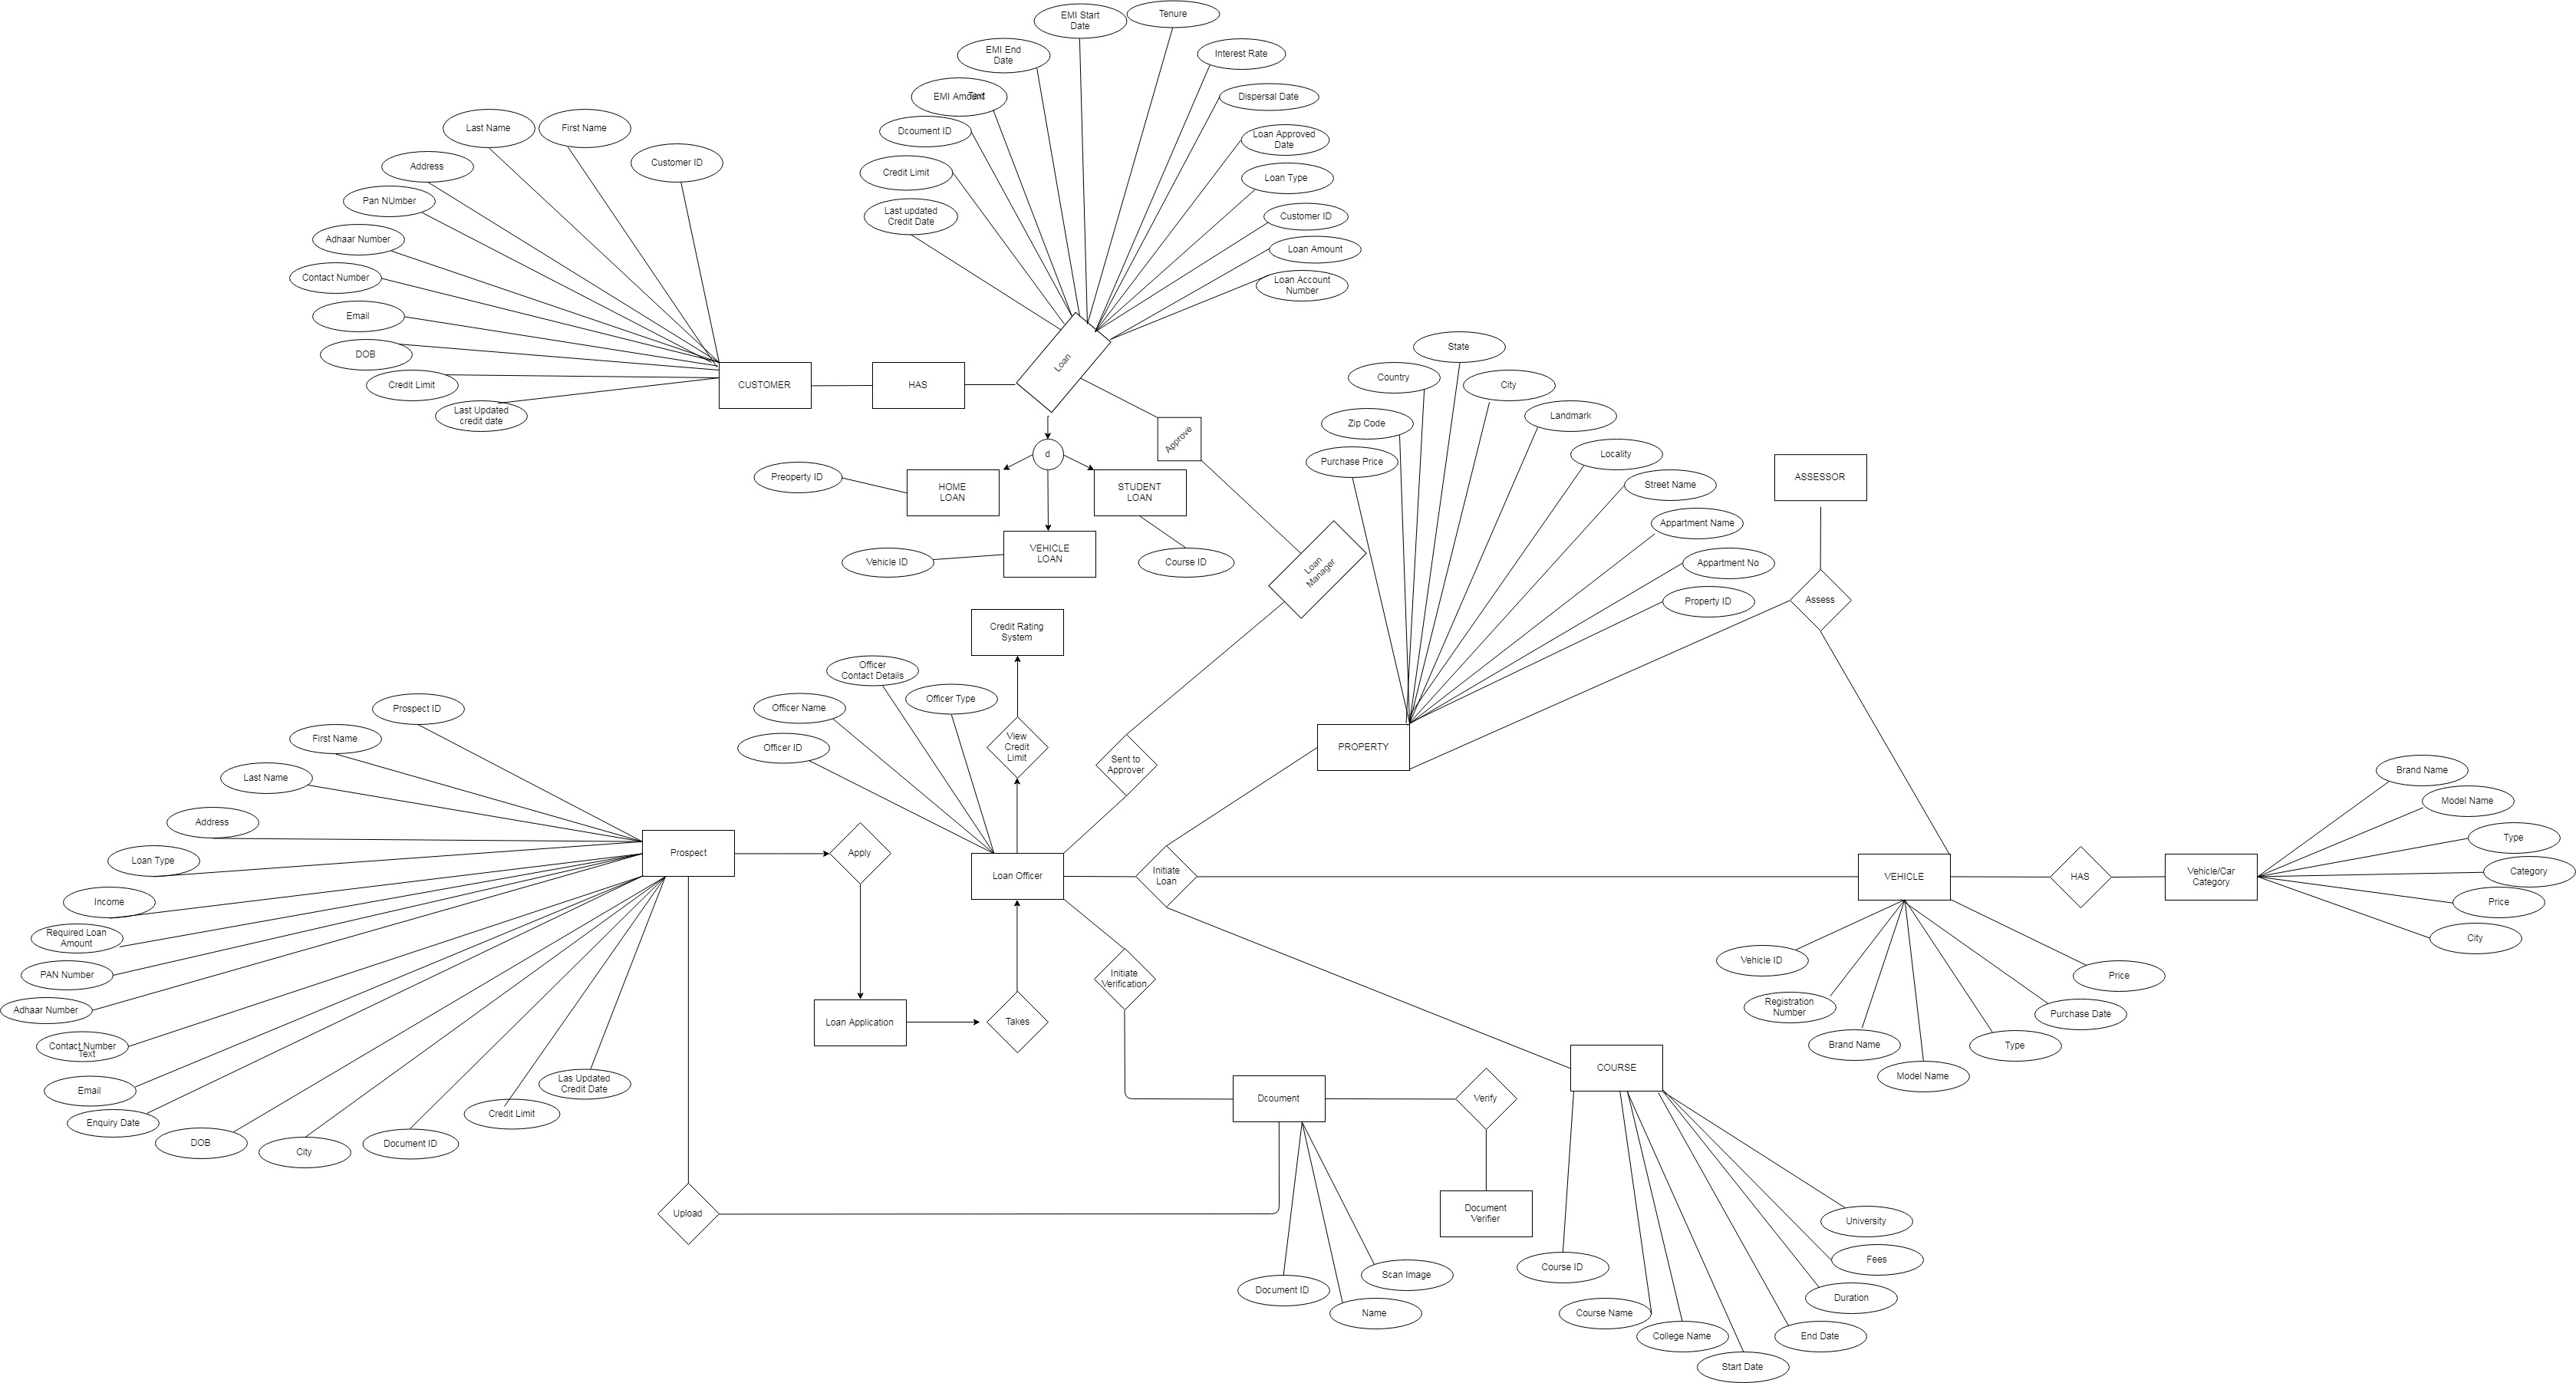 EMI Start
Date
Tenure
EMI End
Date
Interest Rate
EMI Amount
Text
Dispersal Date
Last Name
First Name
Dcoument ID
Loan Approved
Date
Customer ID
Address
Credit Limit
Loan Type
Pan NUmber
Last updated
Credit Date
Customer ID
Adhaar Number
Loan Amount
Contact Number
Loan Account
Number
Email
DOB
Credit Limit
Last Updated
credit date
CUSTOMER
HAS
Loan
Approve
d
Preoperty ID
HOME
LOAN
STUDENT
LOAN
VEHICLE
LOAN
Vehicle ID
Course ID
Loan
Manager
State
Country
City
Zip Code
Landmark
Purchase Price
Locality
Street Name
Appartment Name
Appartment No
Property ID
ASSESSOR
Assess
Credit Rating
System
Officer
Contact Details
Officer Type
Officer Name
Officer ID
View
Credit
Limit
Sent to
Approver
PROPERTY
Prospect ID
First Name
Last Name
Address
Loan Type
Income
Required Loan
Amount
PAN Number
Adhaar Number
Contact Number
Text
Email
Enquiry Date
DOB
City
Document ID
Credit Limit
Las Updated
Credit Date
Prospect
Apply
Loan Officer
Initiate
Loan
VEHICLE
HAS
Vehicle/Car
Category
Brand Name
Model Name
Type
Category
Price
City
Vehicle ID
Registration
Number
Brand Name
Model Name
Type
Purchase Date
Price
Loan Application
Takes
Initiate
Verification
Dcoument
Verify
COURSE
Upload
Document
Verifier
Document ID
Name
Scan Image
Course ID
Course Name
College Name
Start Date
End Date
Duration
Fees
University